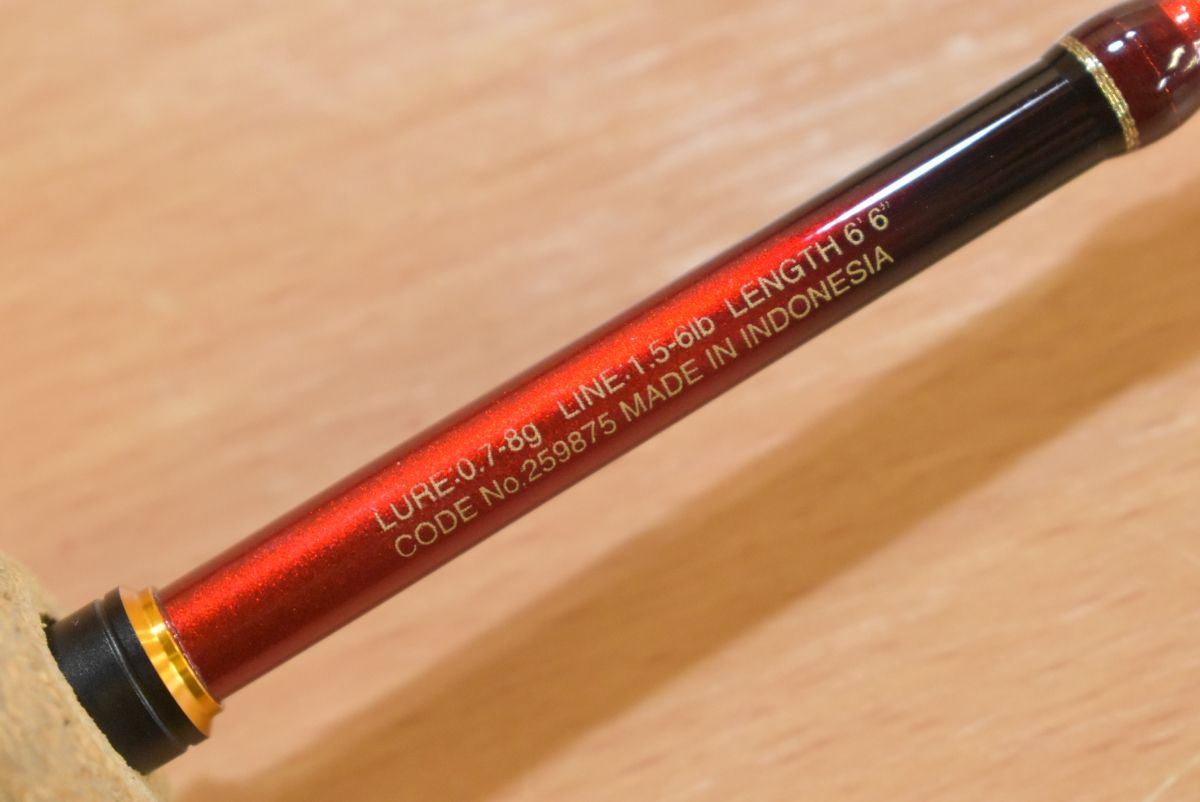 LURE:0.7-8g LINE:1.5-6lb LENGTH 6'6"
CODE No.259875 MADE IN INDONESIA